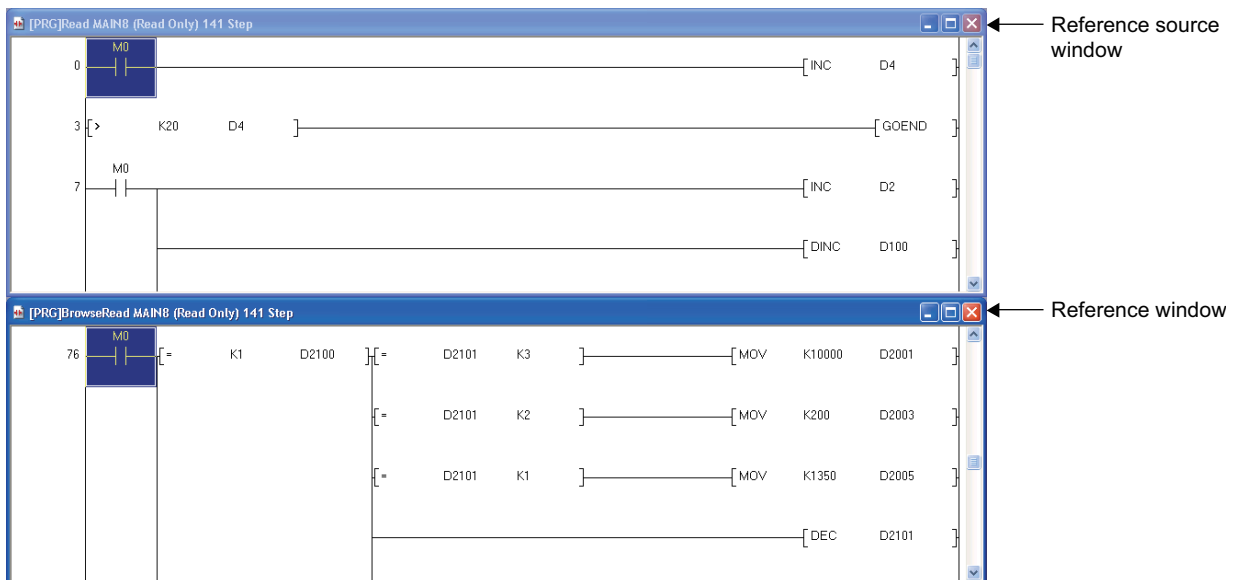 [PRG]Read MAIN8 (Read Only) 141 Step
Reference source
window
M0
0 [INC D4 ]
3 [> K20 D4 ] [GOEND ]
M0
7 [INC D2 ]
[DINC D100 ]
[PRG]BrowseRead MAIN8 (Read Only) 141 Step
Reference window
M0
76 [= K1 D2100 ] [= D2101 K3 ] [MOV K10000 D2001 ]
[= D2101 K2 ] [MOV K200 D2003 ]
[= D2101 K1 ] [MOV K1350 D2005 ]
[DEC D2101 ]